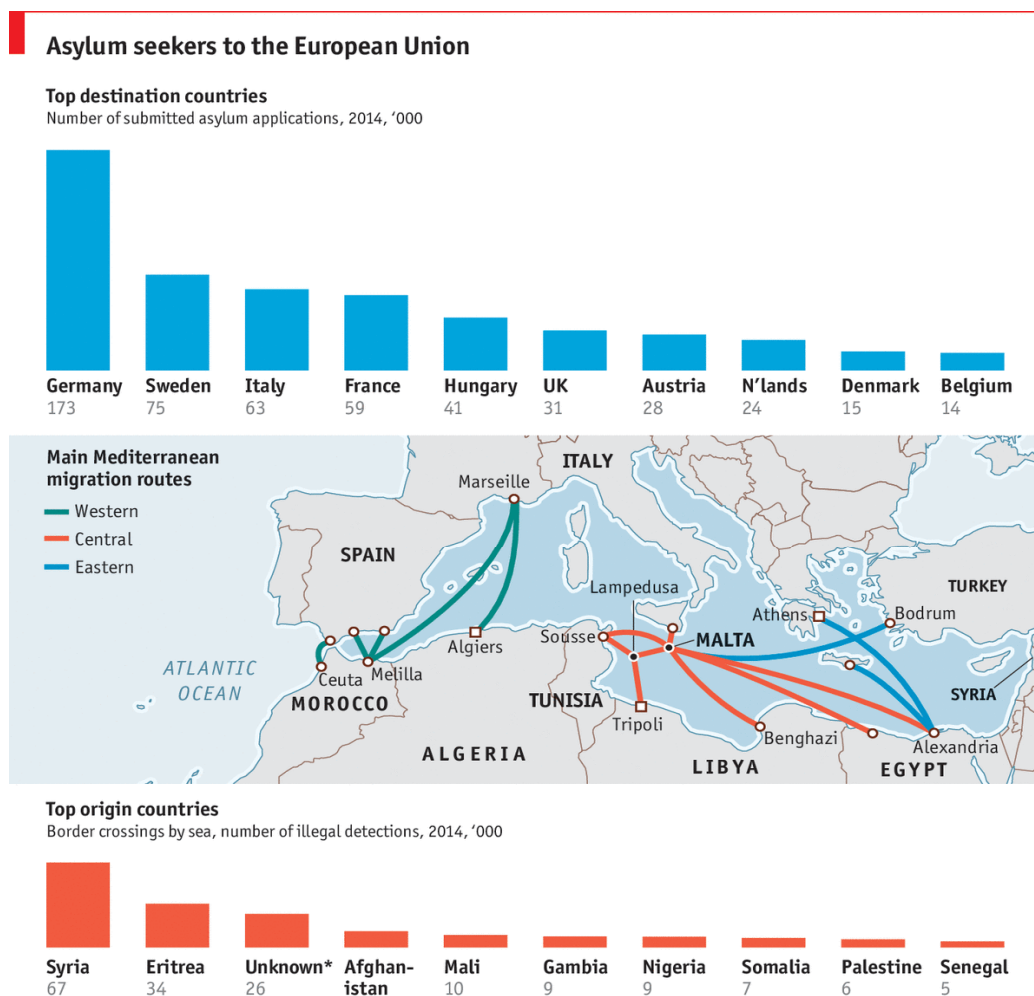 Asylum seekers to the European Union
Top destination countries
Number of submitted asylum applications, 2014, ‘000
Germany Sweden Italy France Hungary UK Austria N’lands Denmark Belgium
173 75 63 59 41 31 28 24 15 14
Main Mediterranean
migration routes
Western
Central
Eastern
ITALY
Marseille
SPAIN
TURKEY
Lampedusa
Athens
Bodrum
Sousse
MALTA
Algiers
ATLANTIC
OCEAN
Ceuta
Melilla
SYRIA
MOROCCO
TUNISIA
Tripoli
Benghazi
Alexandria
ALGERIA
LIBYA
EGYPT
Top origin countries
Border crossings by sea, number of illegal detections, 2014, ‘000
Syria Eritrea Unknown* Afghan- Mali Gambia Nigeria Somalia Palestine Senegal
67 34 26 istan 10 9 9 7 6 5